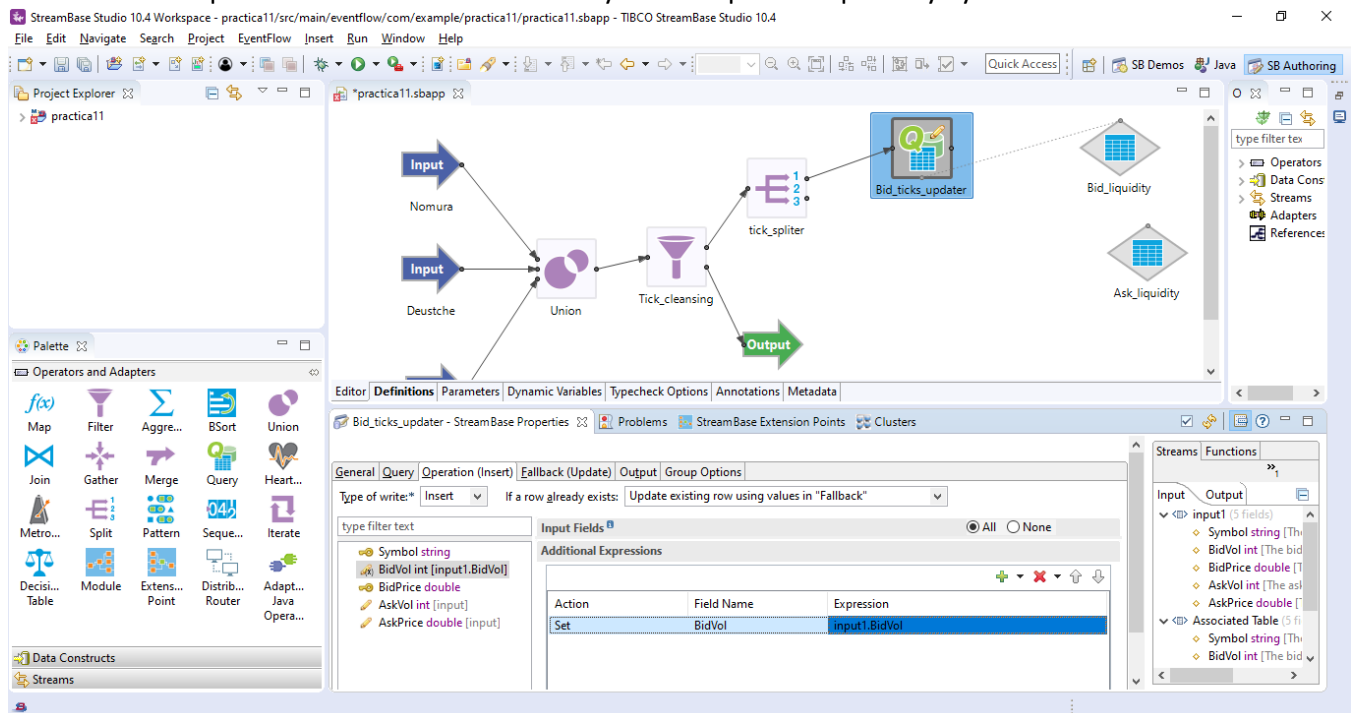 StreamBase Studio 10.4 Workspace - practica11/src/main/eventflow/com/example/practica11/practica11.sbapp - TIBCO StreamBase Studio 10.4
File Edit Navigate Search Project EventFlow Insert Run Window Help
Quick Access SB Demos Java SB Authoring
Project Explorer
practica11
*practica11.sbapp
Input
Nomura
Input
Deustche
Union
Tick_cleansing
1
2
3
tick_spliter
Bid_ticks_updater
Bid_liquidity
Ask_liquidity
Output
O
type filter tex
Operators
Data Cons
Streams
Adapters
References
Editor Definitions Parameters Dynamic Variables Typecheck Options Annotations Metadata
Palette
Operators and Adapters
f(x)
Map Filter Aggre... BSort Union
Join Gather Merge Query Heart...
Metro... Split Pattern Seque... Iterate
Deci... Module Extens... Distrib... Adapt...
Table Point Router Java
Opera...
Data Constructs
Streams
Bid_ticks_updater - StreamBase Properties Problems StreamBase Extension Points Clusters
General Query Operation (Insert) Fallback (Update) Output Group Options
Type of write:* Insert If a row already exists: Update existing row using values in "Fallback"
type filter text
Symbol string
BidVol int [input1.BidVol]
BidPrice double
AskVol int [input]
AskPrice double [input]
Input Fields All None
Additional Expressions
Action Field Name Expression
Set BidVol input1.BidVol
Streams Functions
»1
Input Output
input1 (5 fields)
Symbol string [Th
BidVol int [The bid
BidPrice double [T
AskVol int [The ask
AskPrice double [
Associated Table (5 fi
Symbol string [Th
BidVol int [The bid